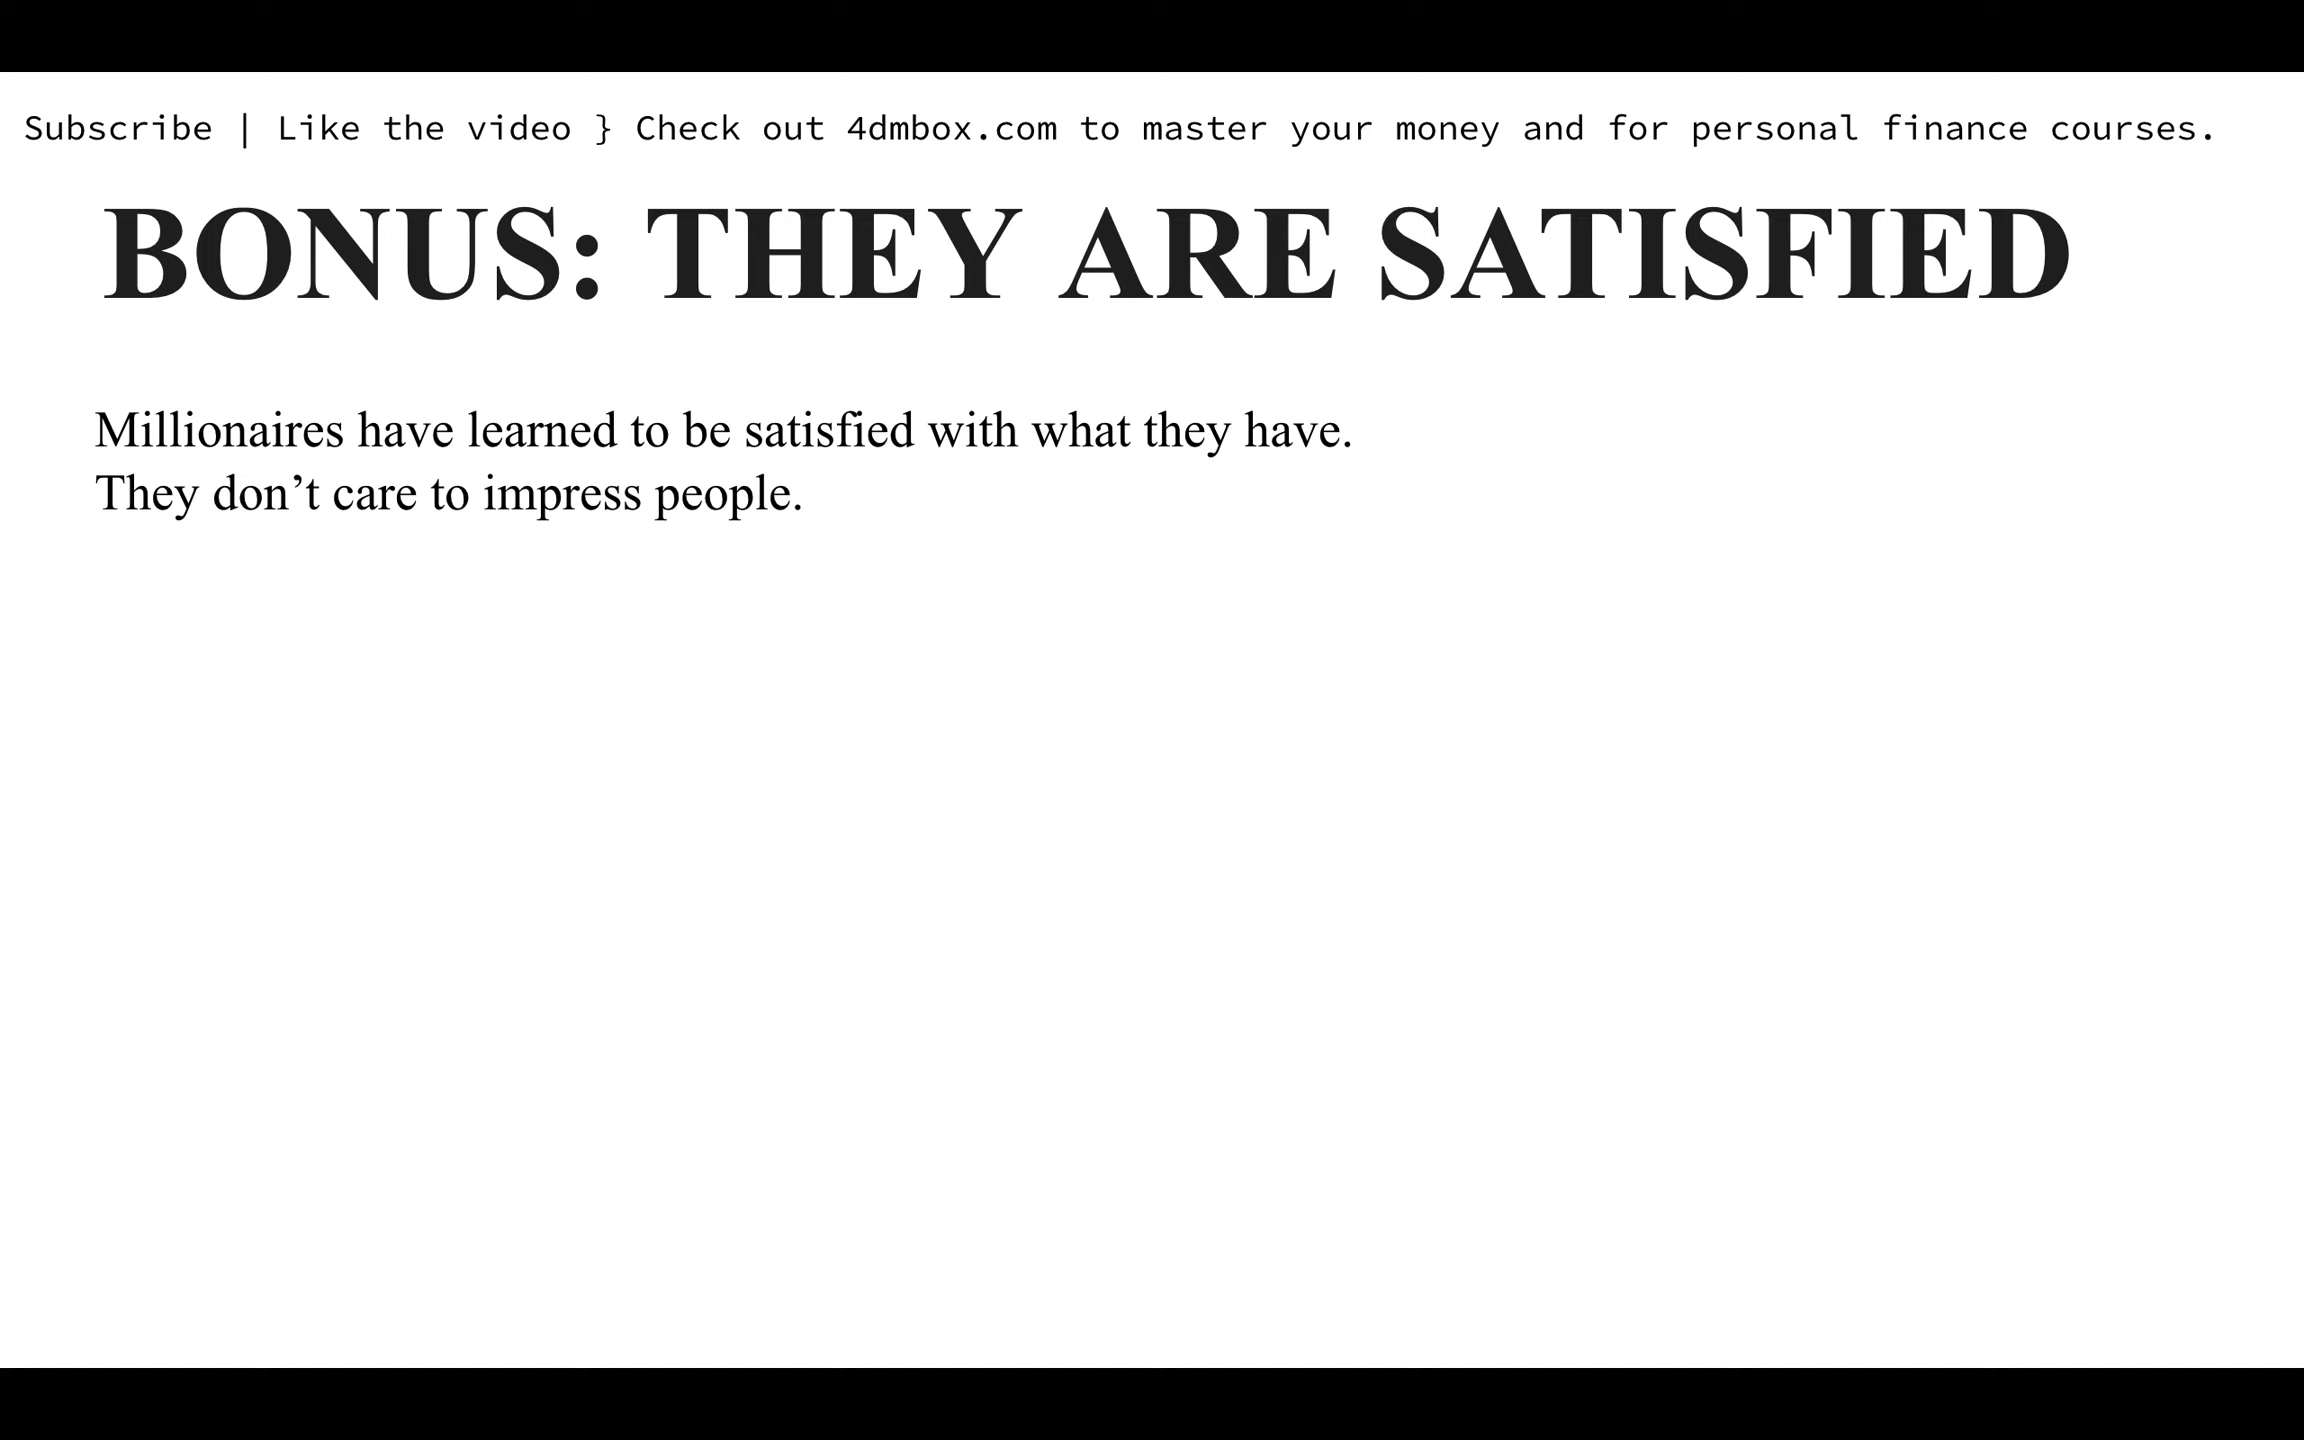 Subscribe | Like the video } Check out 4dmbox.com to master your money and for personal finance courses.
BONUS: THEY ARE SATISFIED
Millionaires have learned to be satisfied with what they have.
They don’t care to impress people.